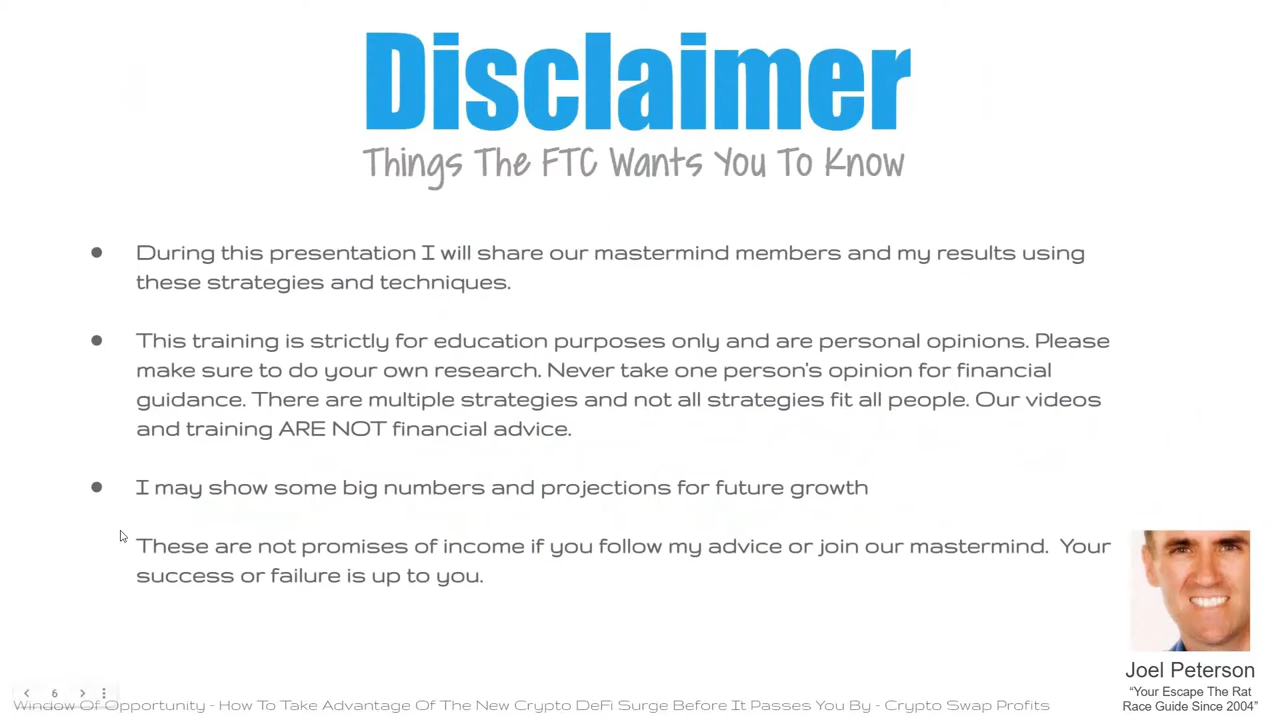 Disclaimer
Things The FTC Wants You To Know
● During this presentation I will share our mastermind members and my results using
these strategies and techniques.
● This training is strictly for education purposes only and are personal opinions. Please
make sure to do your own research. Never take one person's opinion for financial
guidance. There are multiple strategies and not all strategies fit all people. Our videos
and training ARE NOT financial advice.
● I may show some big numbers and projections for future growth
These are not promises of income if you follow my advice or join our mastermind.  Your
success or failure is up to you.
Joel Peterson
“Your Escape The Rat
Race Guide Since 2004”
6
Window Of Opportunity - How To Take Advantage Of The New Crypto DeFi Surge Before It Passes You By - Crypto Swap Profits